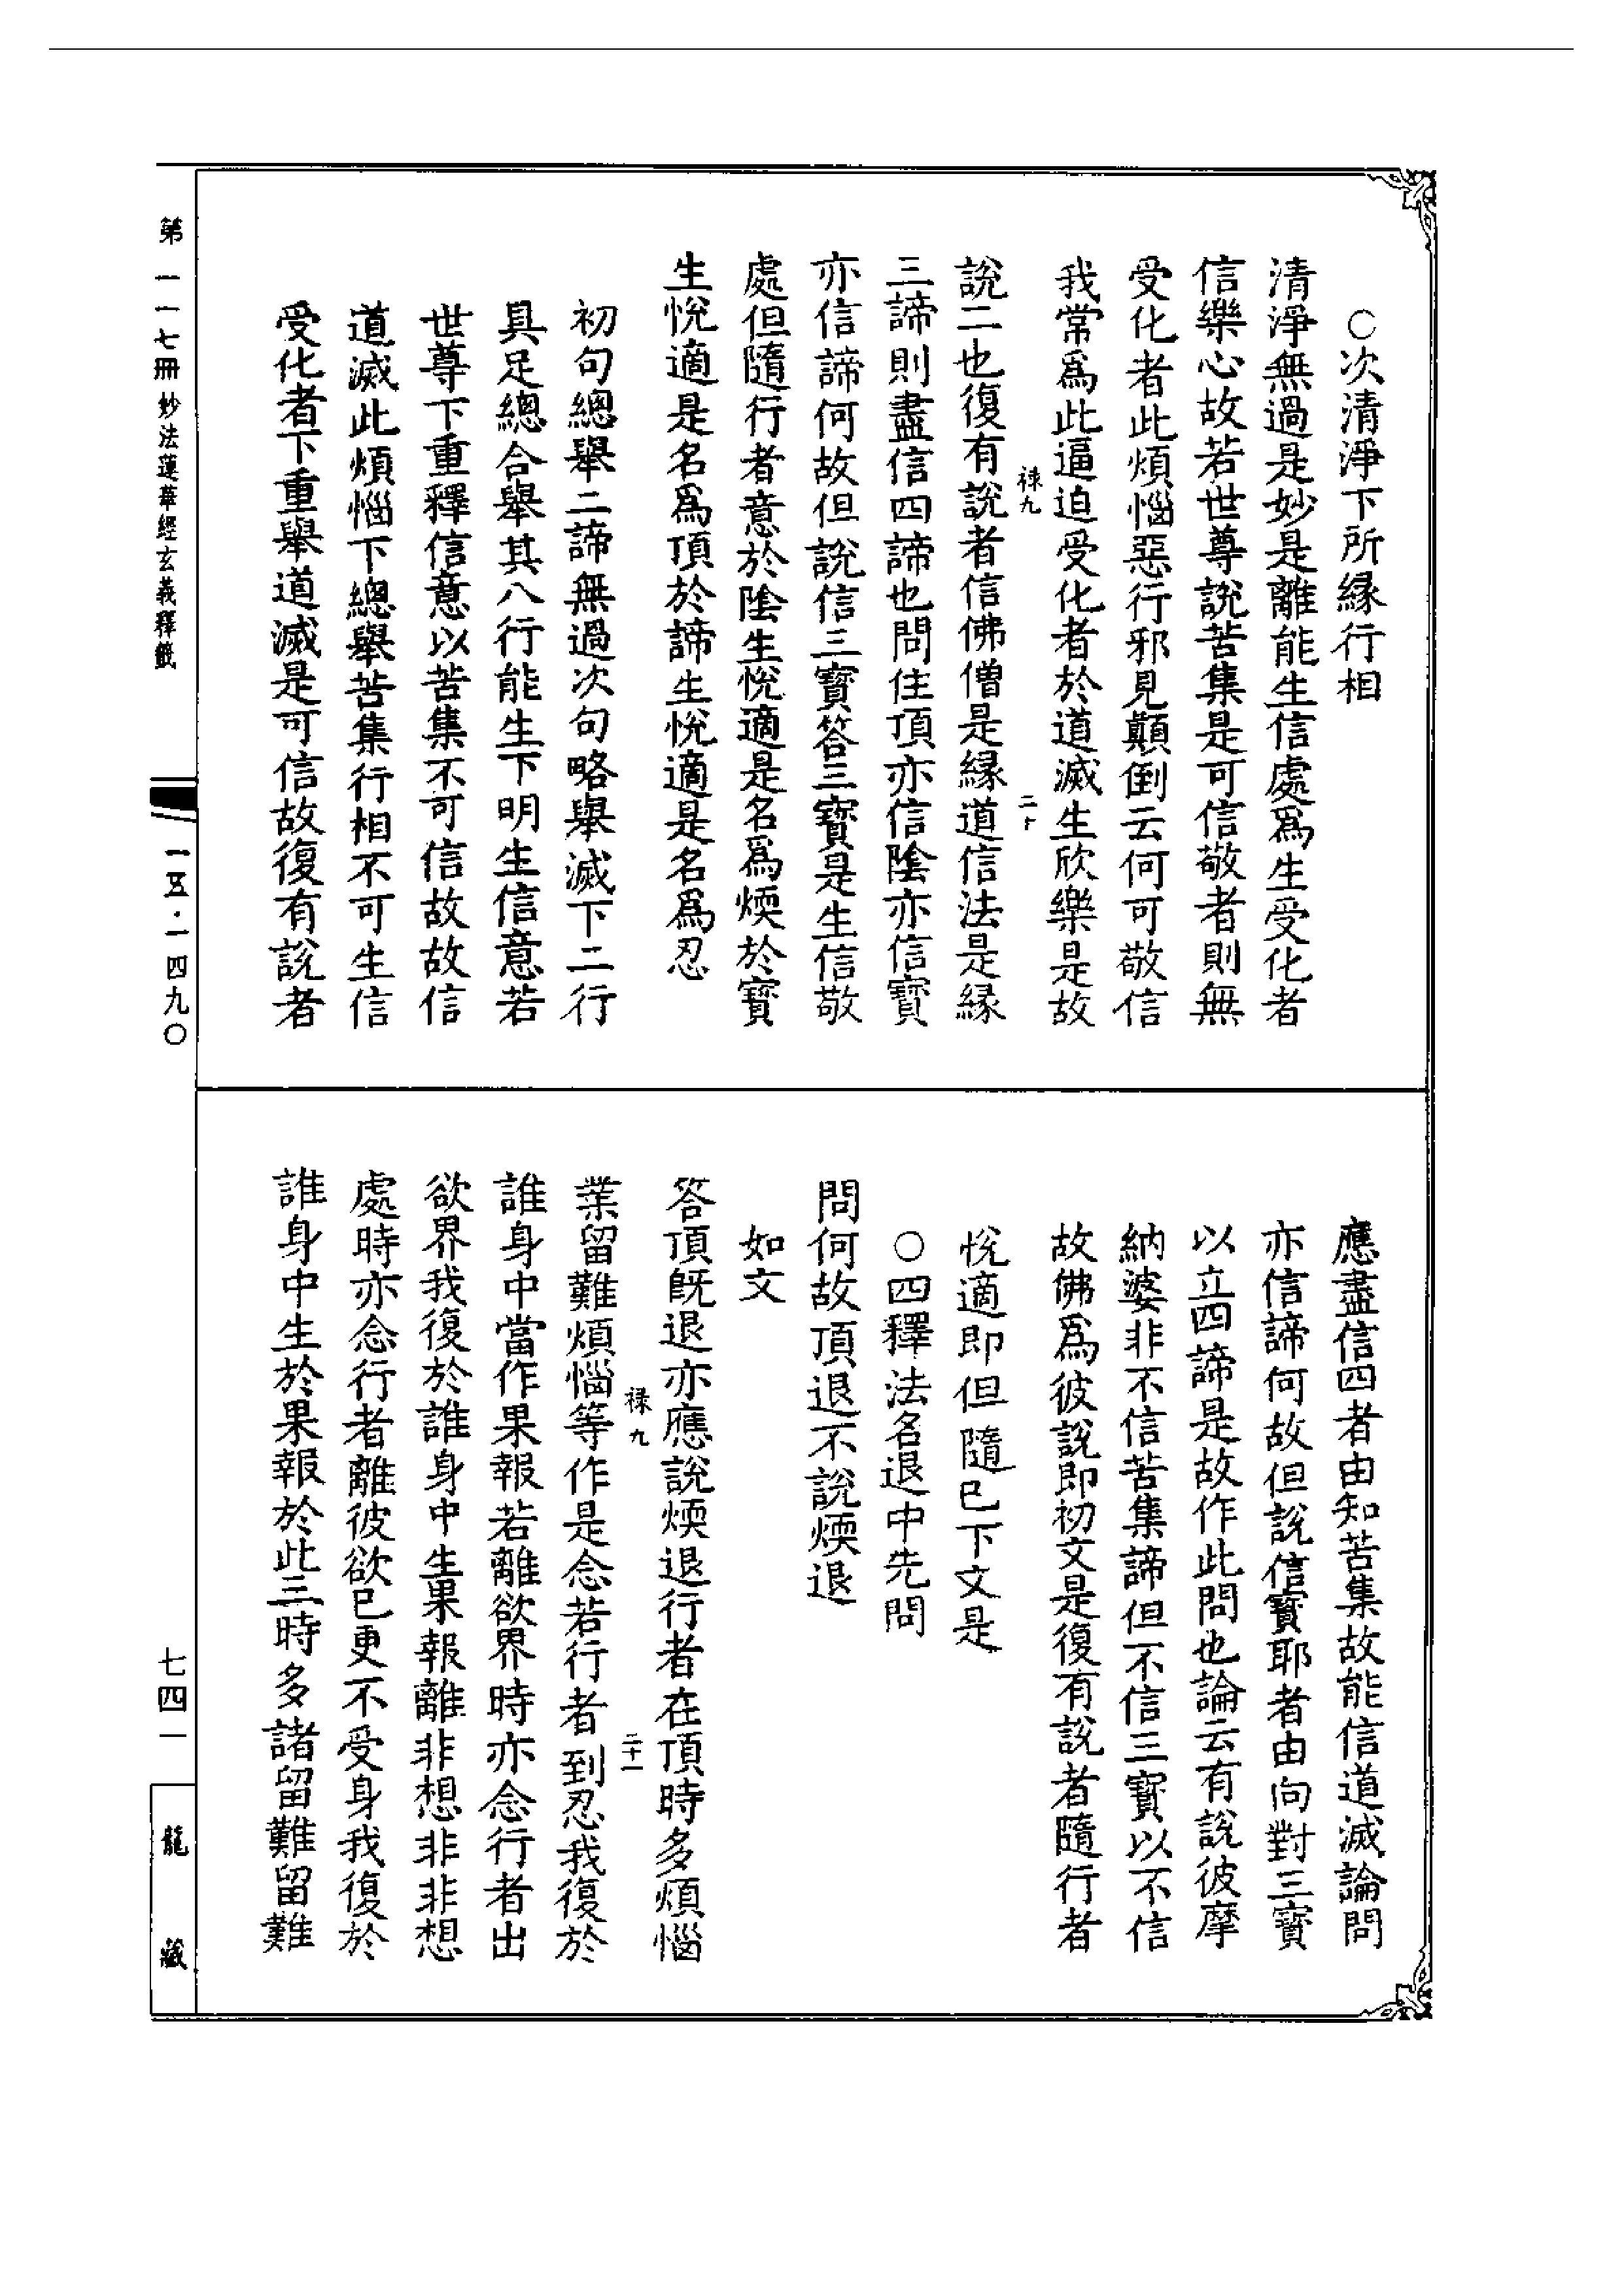 ○次清淨下所緣行相
清淨無過是妙是離能生信處爲生受化者
信樂心故若世尊說苦集是可信敬者則無
受化者此煩惱惡行邪見顛倒云何可敬信
我常爲此逼迫受化者於道滅生欣樂是故
祿九
二十
說二也復有說者信佛僧是緣道信法是緣
三諦則盡信四諦也問住頂亦信陰亦信寶
亦信諦何故但說信三寶答三寶是生信敬
處但隨行者意於陰生悅適是名爲煗於寶
生悅適是名爲頂於諦生悅適是名爲忍
初句總舉二諦無過次句略舉滅下二行
具足總合舉其八行能生下明生信意若
世尊下重釋信意以苦集不可信故故信
道滅此煩惱下總舉苦集行相不可生信
受化者下重舉道滅是可信故復有說者
應盡信四者由知苦集故能信道滅論問
亦信諦何故但說信寶耶者由向對三寶
以立四諦是故作此問也論云有說彼摩
納婆非不信苦集諦但不信三寶以不信
故佛爲彼說即初文是復有說者隨行者
悅適即但隨已下文是
○四釋法名退中先問
問何故頂退不說煗退
如文
答頂旣退亦應說煗退行者在頂時多煩惱
祿九
二十一
業留難煩惱等作是念若行者到忍我復於
誰身中當作果報若離欲界時亦念行者出
欲界我復於誰身中生果報離非想非非想
處時亦念行者離彼欲已更不受身我復於
誰身中生於果報於此三時多諸留難留難
第一一七冊 妙法蓮華經玄義釋籤
一五·一四九〇
七四一
龍藏